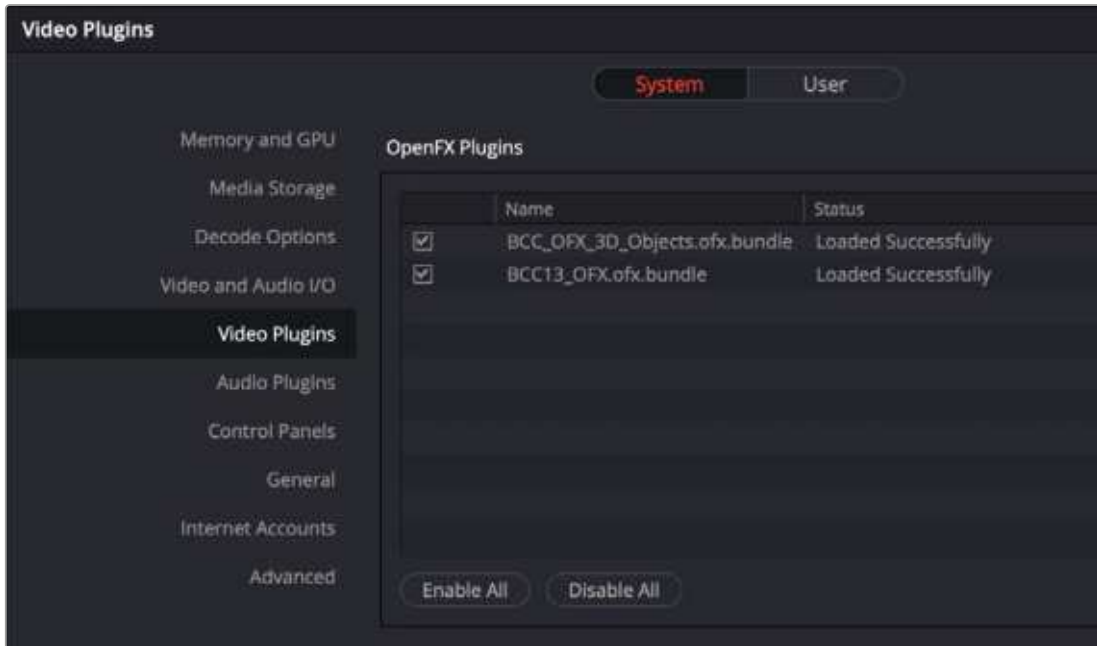 Video Plugins
System User
Memory and GPU
OpenFX Plugins
Media Storage
Name Status
Decode Options
BCC_OFX_3D_Objects.ofx.bundle Loaded Successfully
BCC13_OFX.ofx.bundle Loaded Successfully
Video and Audio I/O
Video Plugins
Audio Plugins
Control Panels
General
Internet Accounts
Advanced
Enable All Disable All